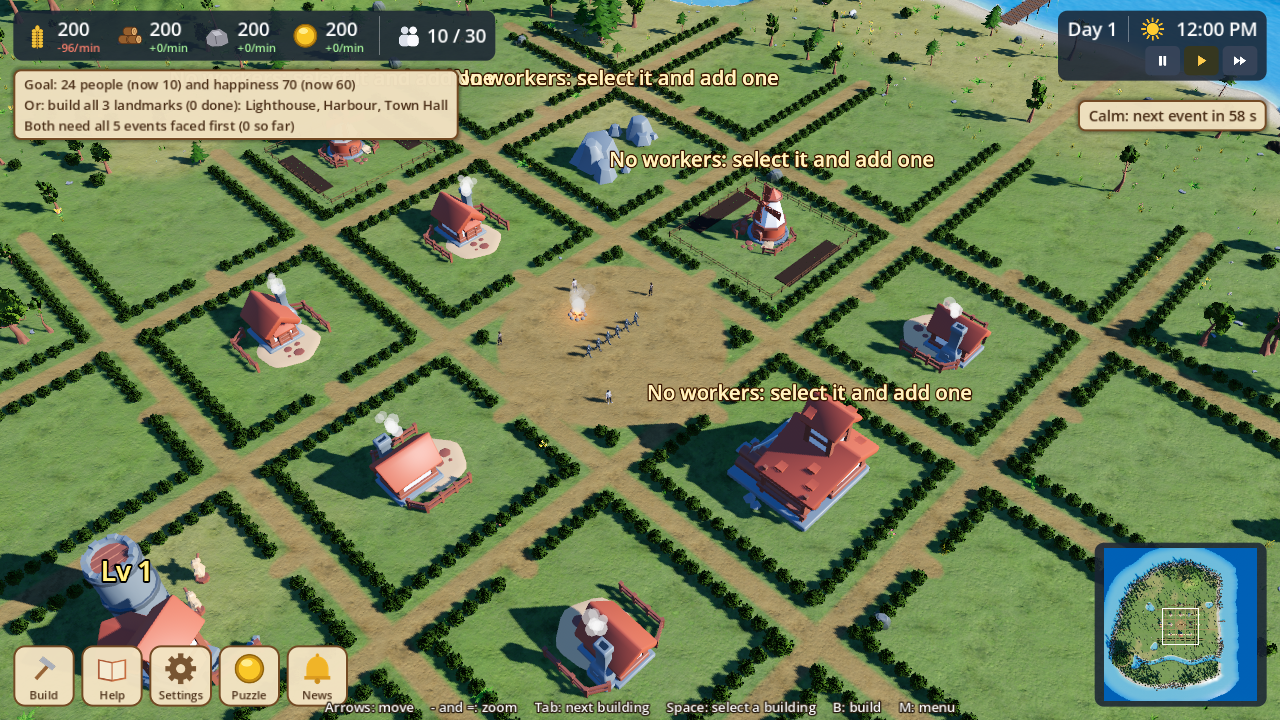 200
-96/min
200
+0/min
200
+0/min
200
+0/min
10 / 30
Day 1
12:00 PM
Goal: 24 people (now 10) and happiness 70 (now 60)
Or: build all 3 landmarks (0 done): Lighthouse, Harbour, Town Hall
Both need all 5 events faced first (0 so far)
workers: select it and add one
Calm: next event in 58 s
No workers: select it and add one
No workers: select it and add one
Lv 1
Build
Help
Settings
Puzzle
News
Arrows: move - and =: zoom Tab: next building Space: select a building B: build M: menu